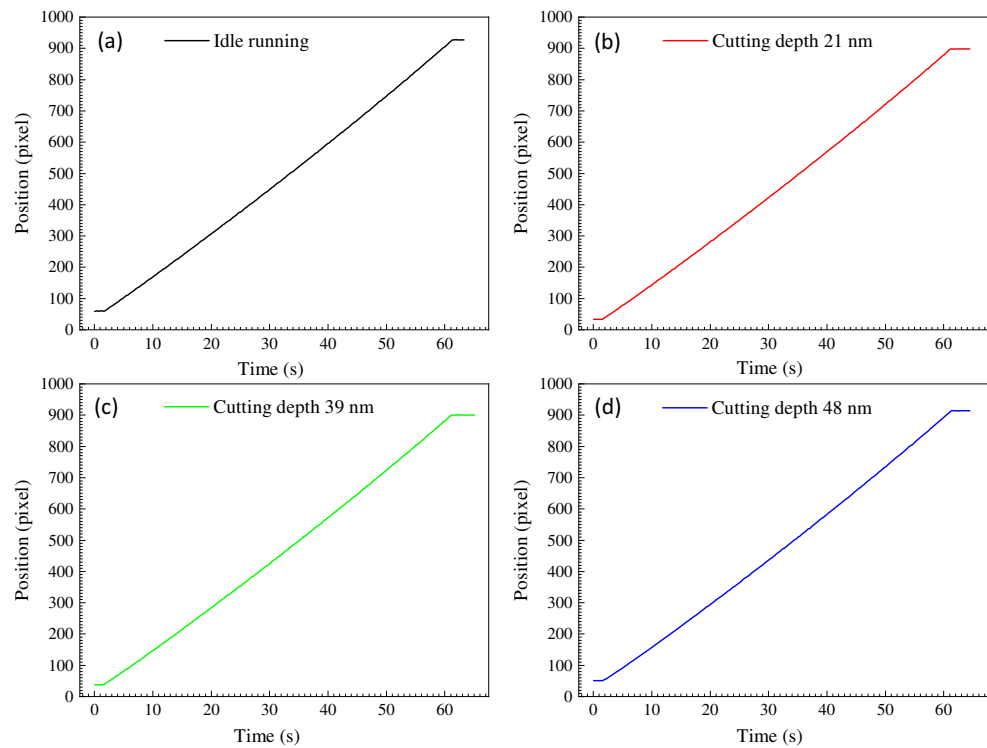 (a) Idle running
1000
900
800
700
600
500
400
300
200
100
0
Position (pixel)
0 10 20 30 40 50 60
Time (s)
(b) Cutting depth 21 nm
1000
900
800
700
600
500
400
300
200
100
0
Position (pixel)
0 10 20 30 40 50 60
Time (s)
(c) Cutting depth 39 nm
1000
900
800
700
600
500
400
300
200
100
0
Position (pixel)
0 10 20 30 40 50 60
Time (s)
(d) Cutting depth 48 nm
1000
900
800
700
600
500
400
300
200
100
0
Position (pixel)
0 10 20 30 40 50 60
Time (s)